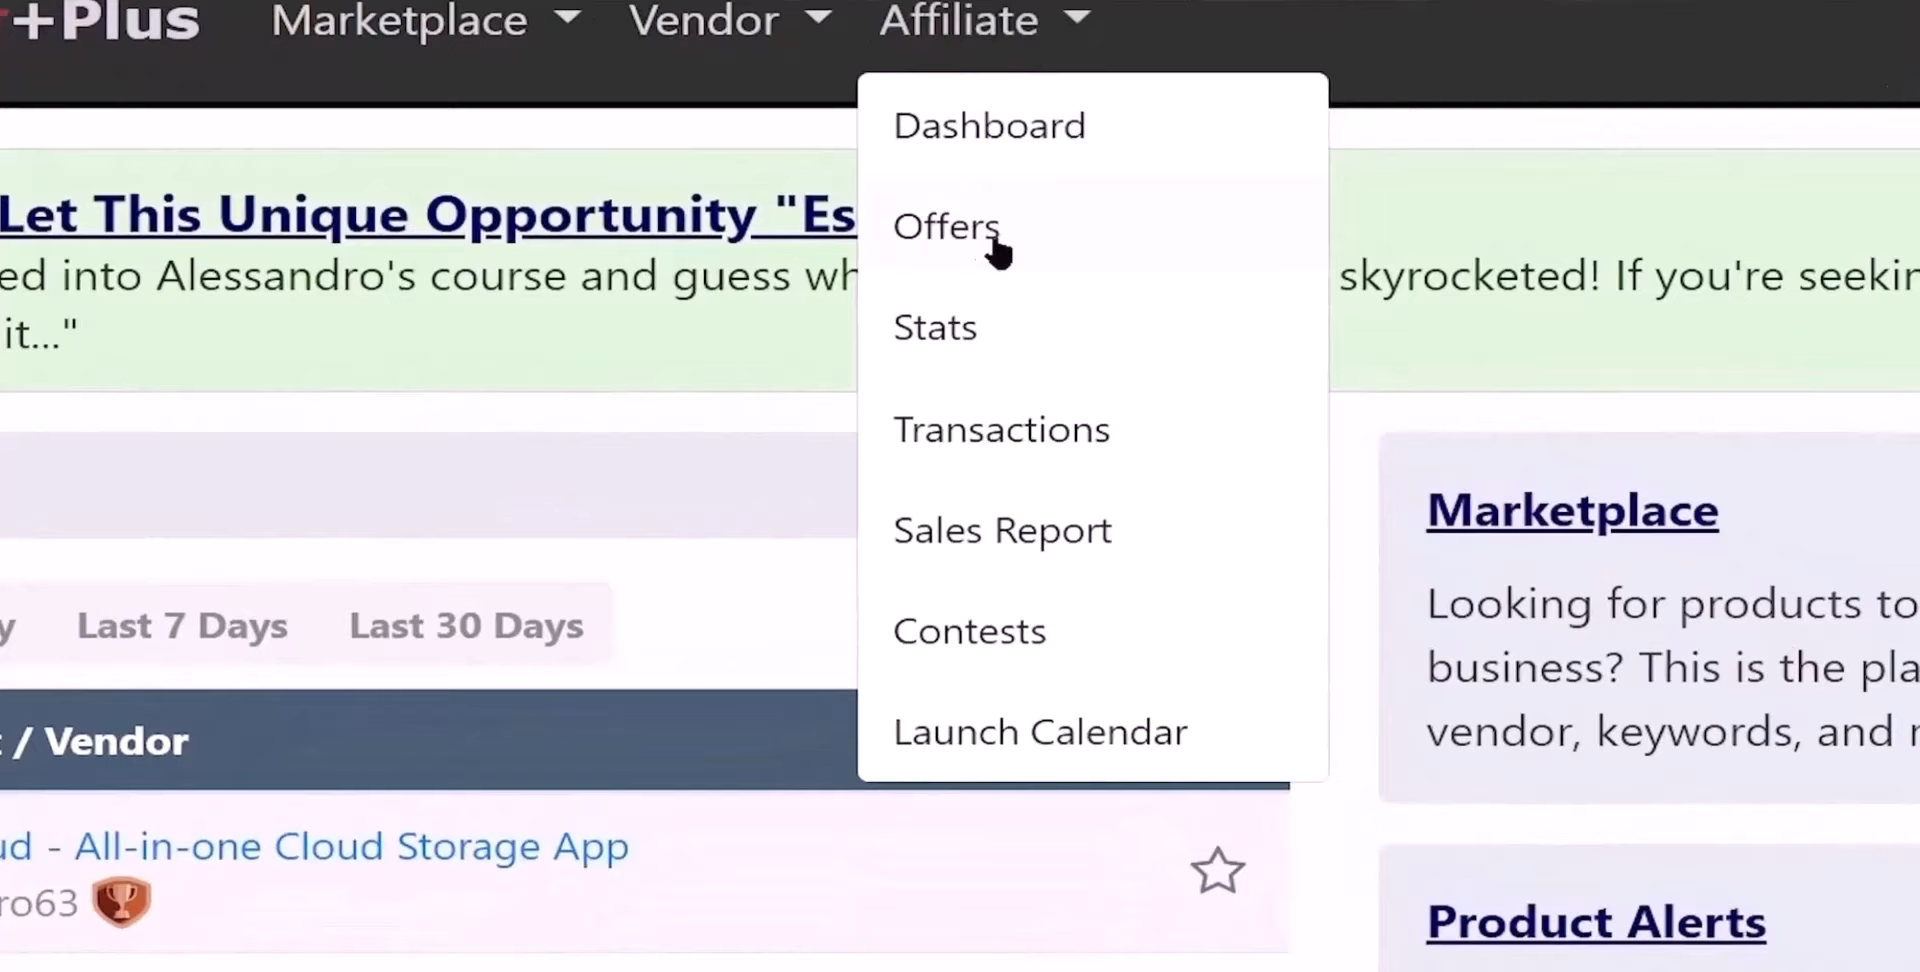 +Plus Marketplace Vendor Affiliate
Dashboard
Offers
Stats
Transactions
Sales Report
Contests
Launch Calendar
Let This Unique Opportunity "Es
ed into Alessandro's course and guess wh
skyrocketed! If you're seekin
it..."
Last 7 Days Last 30 Days
/ Vendor
ud - All-in-one Cloud Storage App
ro63
Marketplace
Looking for products to
business? This is the pla
vendor, keywords, and
Product Alerts